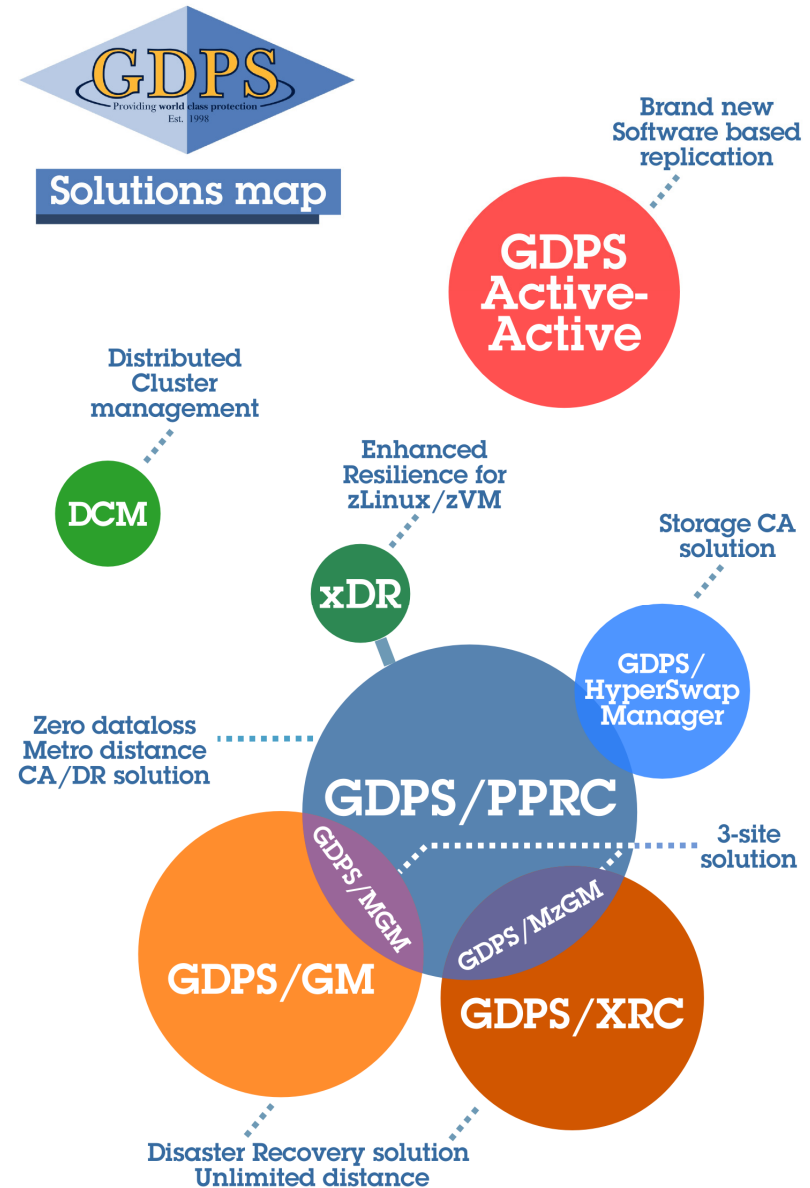 GDPS
Providing world class protection
Est. 1998
Solutions map
Brand new
Software based
replication
GDPS
Active-
Active
Distributed
Cluster
management
DCM
Enhanced
Resilience for
zLinux/zVM
xDR
Storage CA
solution
GDPS/
HyperSwap
Manager
Zero dataloss
Metro distance
CA/DR solution
GDPS/PPRC
3-site
solution
GDPS/MGM
GDPS/MzGM
GDPS/GM
GDPS/XRC
Disaster Recovery solution
Unlimited distance